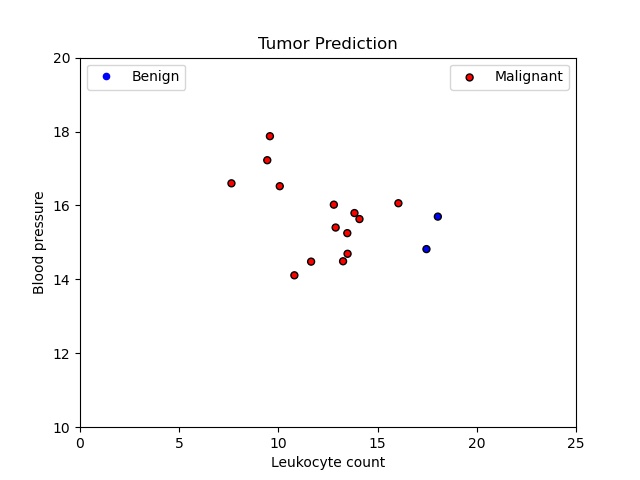 Tumor Prediction
Benign
Malignant
Blood pressure
20
18
16
14
12
10
0 5 10 15 20 25
Leukocyte count